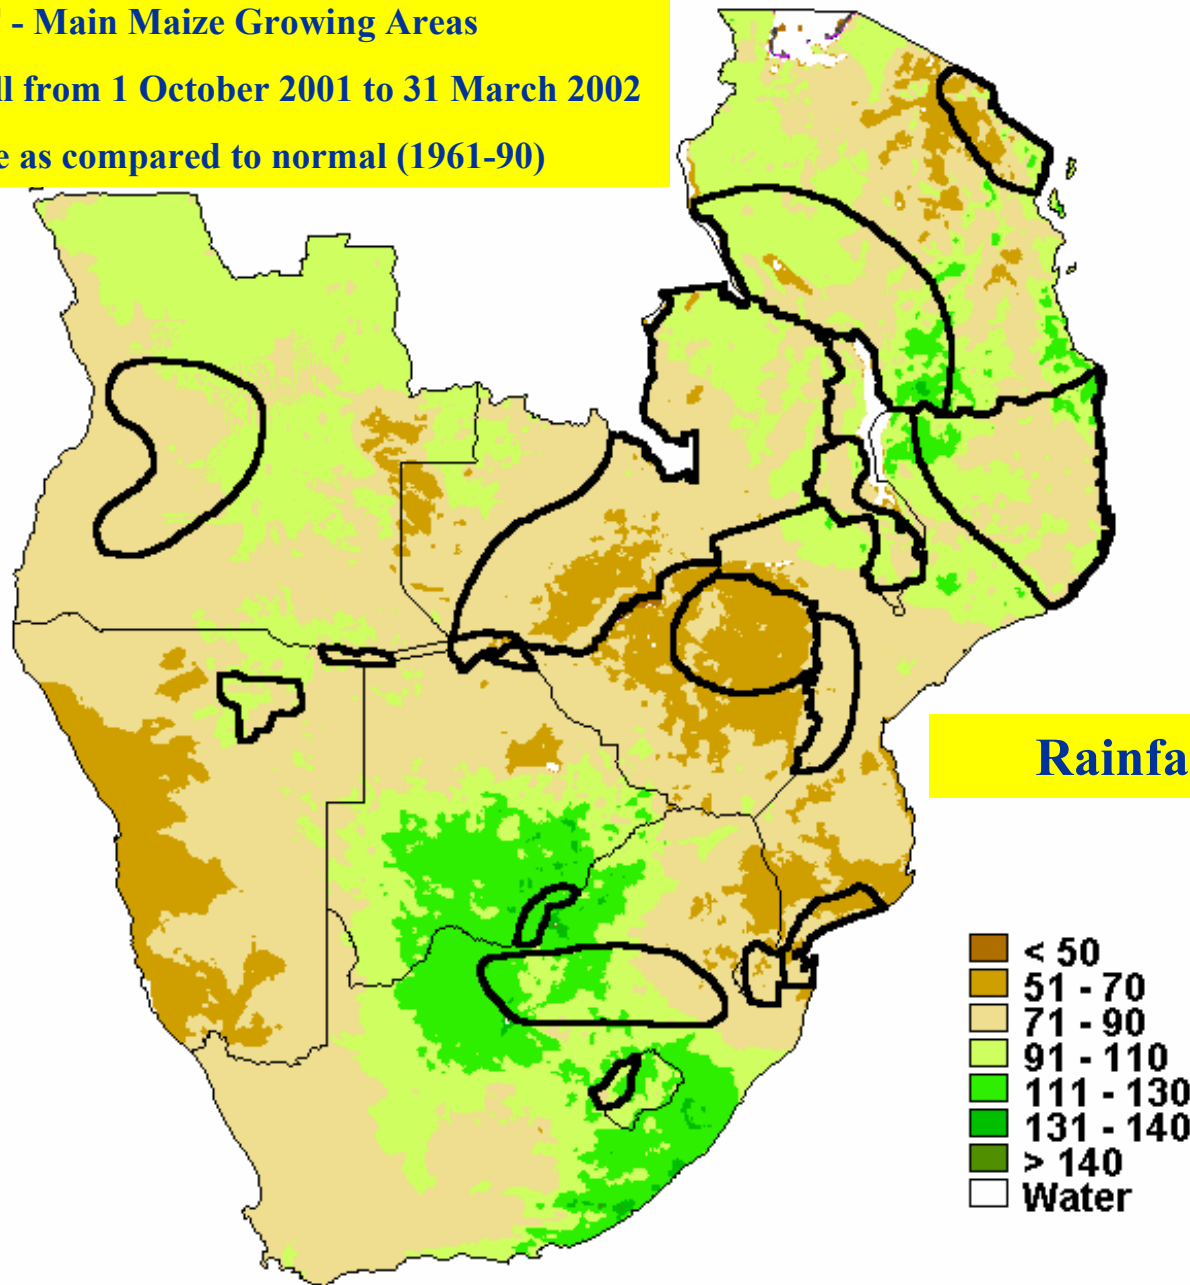 - Main Maize Growing Areas
from 1 October 2001 to 31 March 2002
as compared to normal (1961-90)
Rainfa
< 50
51 - 70
71 - 90
91 - 110
111 - 130
131 - 140
> 140
Water